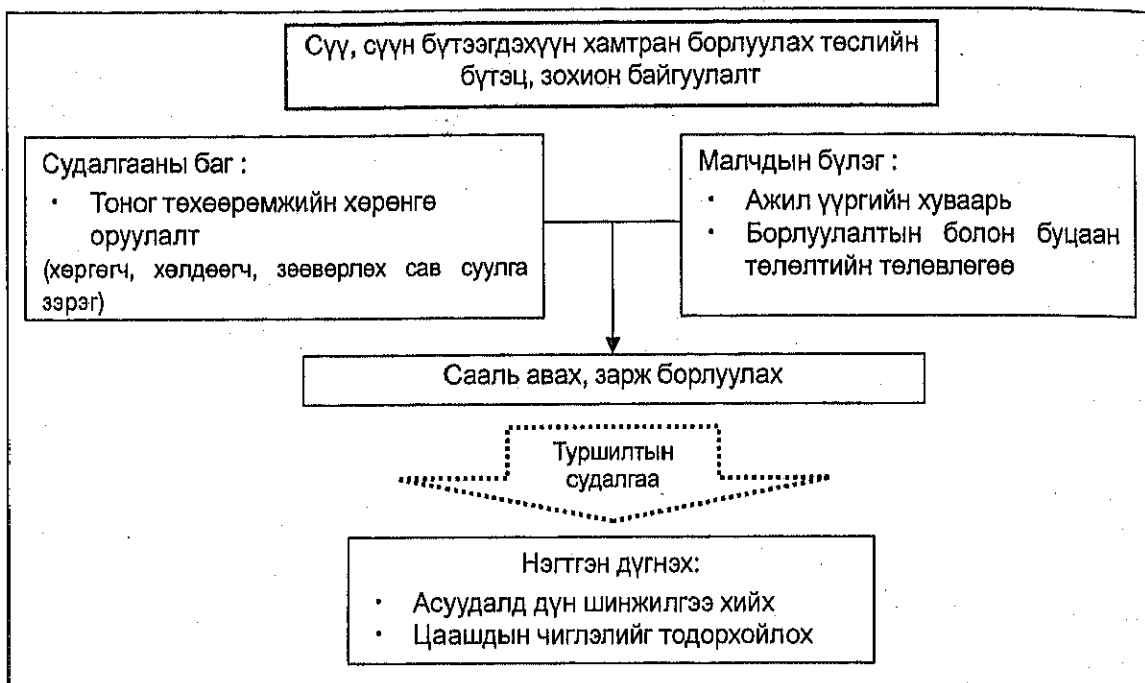 Сүү, сүүн бүтээгдэхүүн хамтран борлуулах төслийн
бүтэц, зохион байгуулалт
Судалгааны баг :
· Тоног төхөөрөмжийн хөрөнгө
оруулалт
(хөргөгч, хөлдөөгч, зөөвөрлөх сав суулга
зэрэг)
Малчдын бүлэг :
· Ажил үүргийн хуваарь
· Борлуулалтын болон буцаан
төлөлтийн төлөвлөгөө
Сааль авах, зарж борлуулах
Туршилтын
судалгаа
Нэгтгэн дүгнэх:
· Асуудалд дүн шинжилгээ хийх
· Цаашдын чиглэлийг тодорхойлох